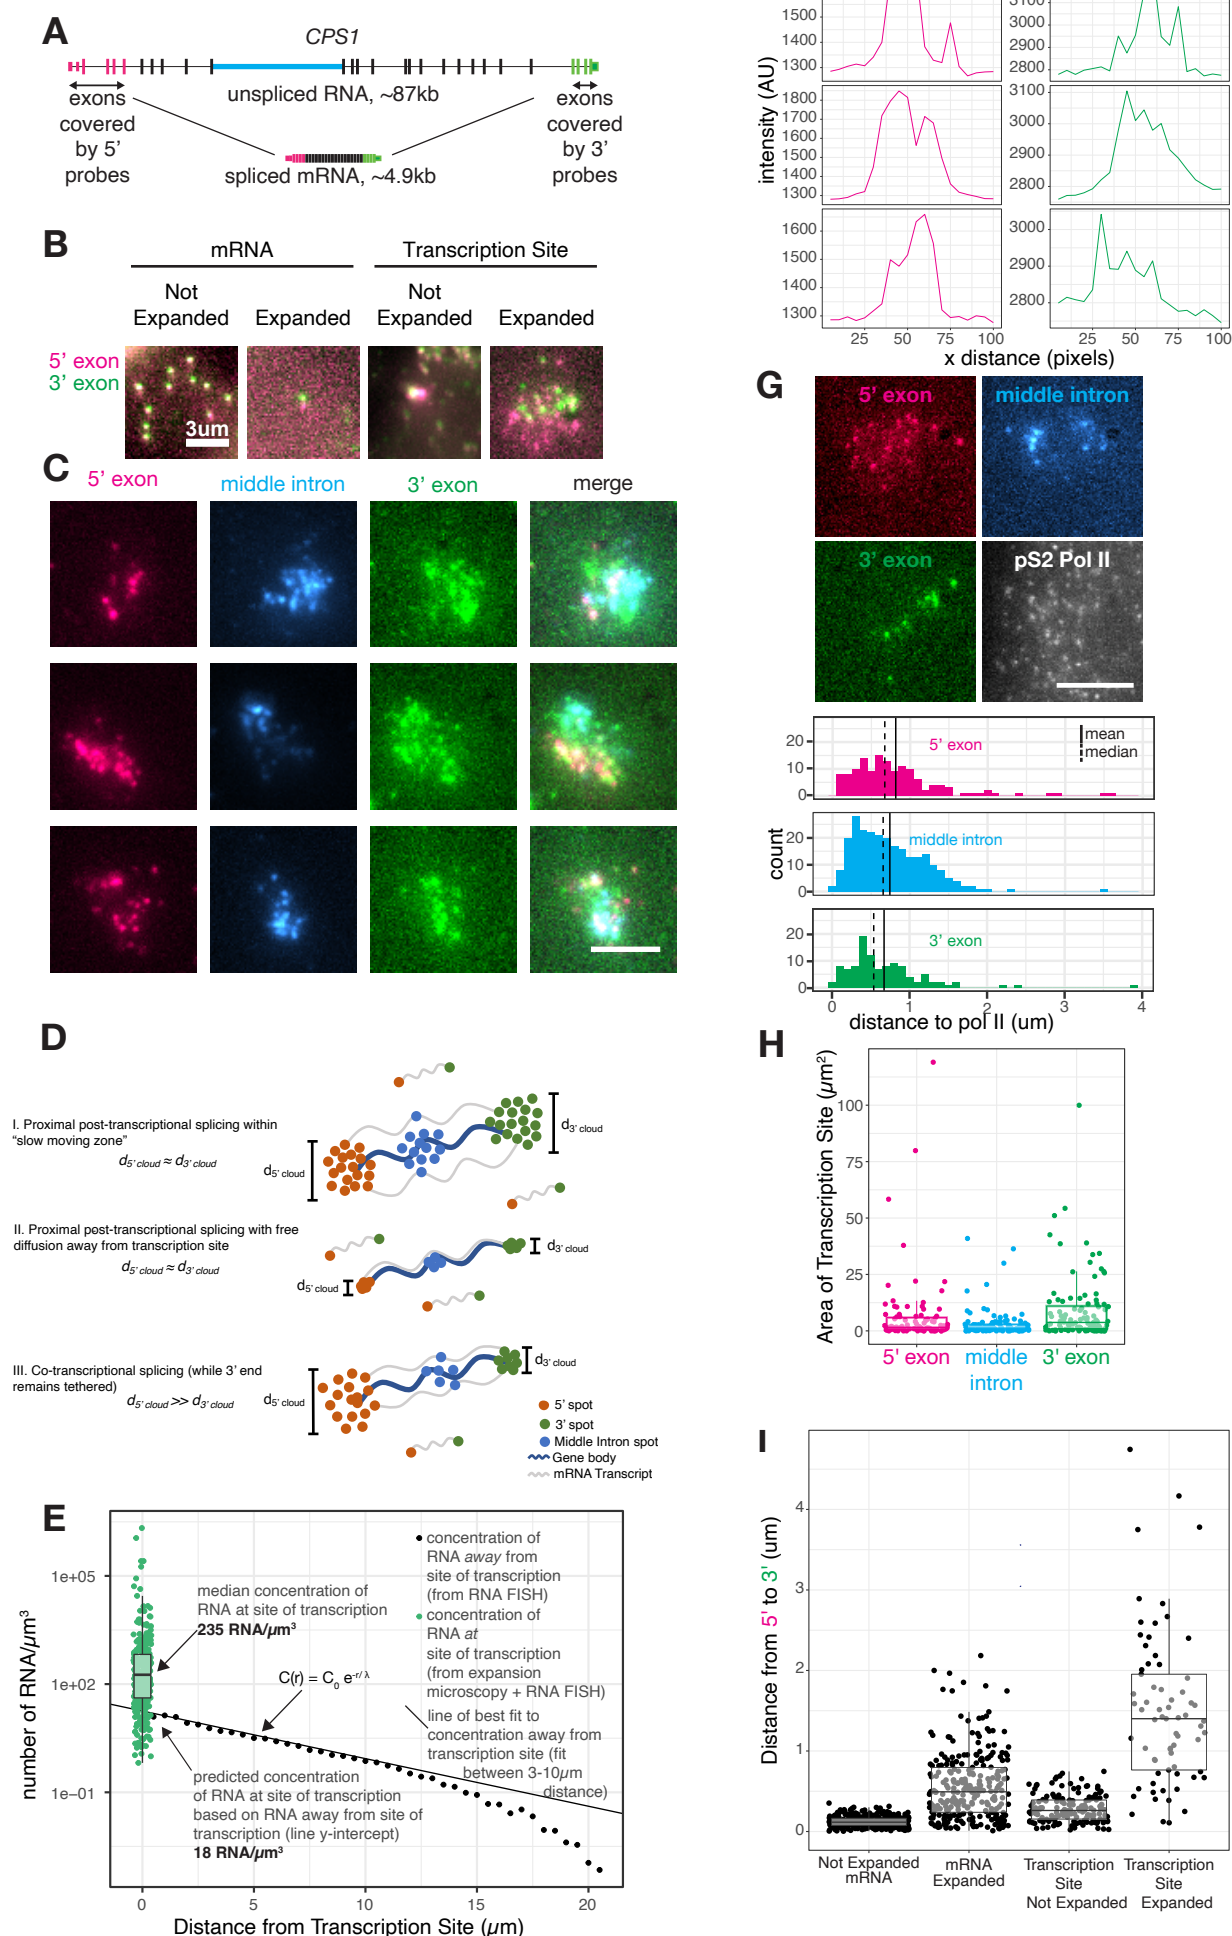 A
CPS1
unspliced RNA, ~87kb
exons
covered
by 5'
probes
exons
covered
by 3'
probes
spliced mRNA, ~4.9kb
B
mRNA
Transcription Site
Not
Expanded
Expanded
Not
Expanded
Expanded
5' exon
3' exon
3um
C
5' exon
middle intron
3' exon
merge
D
I. Proximal post-transcriptional splicing within
“slow moving zone”
d5' cloud ≈ d3' cloud
d5' cloud
d3' cloud
II. Proximal post-transcriptional splicing with free
diffusion away from transcription site
d5' cloud ≈ d3' cloud
d5' cloud
d3' cloud
III. Co-transcriptional splicing (while 3' end
remains tethered)
d5' cloud >> d3' cloud
d5' cloud
d3' cloud
5' spot
3' spot
Middle Intron spot
Gene body
mRNA Transcript
E
number of RNA/µm³
1e+05
1e+02
1e−01
median concentration of
RNA at site of transcription
235 RNA/µm³
C(r) = C0 e-r/λ
predicted concentration
of RNA at site of transcription
based on RNA away from site of
transcription (line y-intercept)
18 RNA/µm³
concentration of
RNA away from
site of transcription
(from RNA FISH)
concentration of
RNA at
site of transcription
(from expansion
microscopy + RNA FISH)
line of best fit to
concentration away from
transcription site (fit
between 3-10µm
distance)
0 5 10 15 20
Distance from Transcription Site (µm)
intensity (AU)
1500
1400
1300
3100
3000
2900
2800
1800
1700
1600
1500
1400
1300
3100
3000
2900
2800
1600
1500
1400
1300
3000
2900
2800
25 50 75 100
25 50 75 100
x distance (pixels)
G
5' exon
middle intron
3' exon
pS2 Pol II
count
20
10
0
5' exon
mean
median
20
10
0
middle intron
20
10
0
3' exon
0 1 2 3 4
distance to pol II (um)
H
Area of Transcription Site (µm²)
100
75
50
25
0
5' exon
middle
intron
3' exon
I
Distance from 5' to 3' (um)
4
3
2
1
0
Not Expanded
mRNA
mRNA
Expanded
Transcription
Site
Not Expanded
Transcription
Site
Expanded